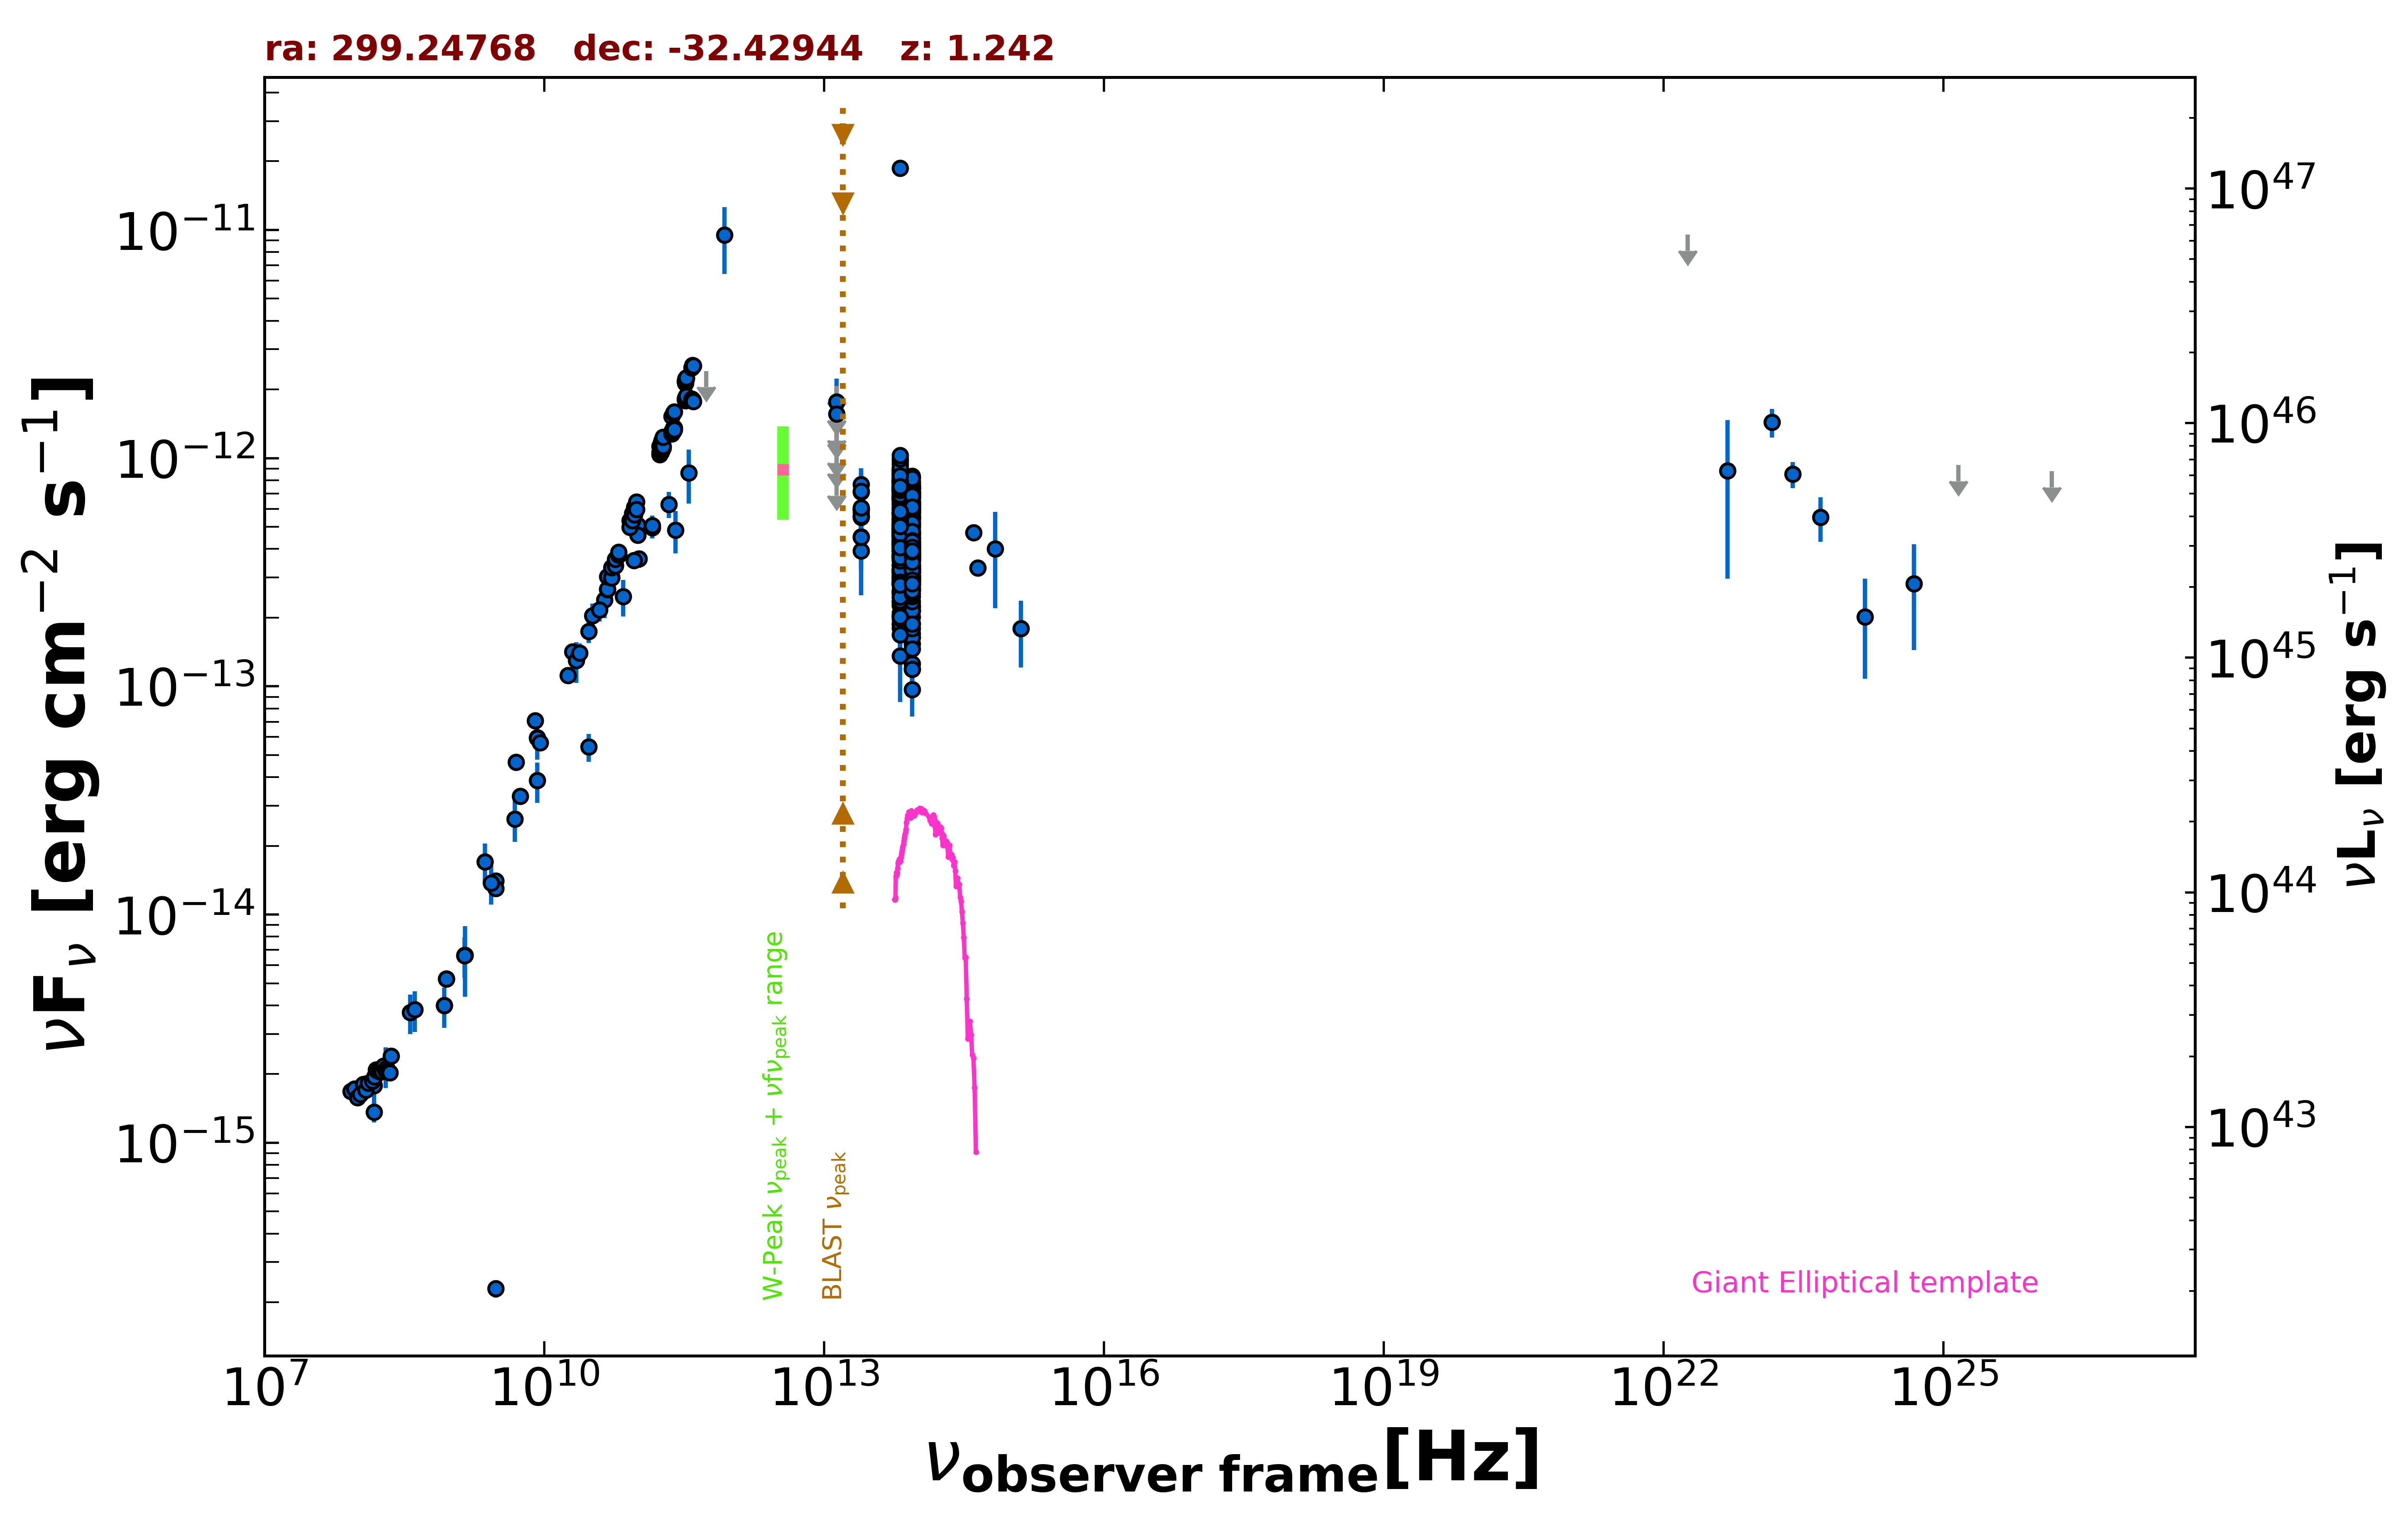 ra: 299.24768   dec: -32.42944   z: 1.242
νF_ν [erg cm^−2 s^−1]
10^−11
10^−12
10^−13
10^−14
10^−15
10^47
10^46
10^45
10^44
10^43
νL_ν [erg s^−1]
W-Peak ν_peak + νfν_peak range
BLAST ν_peak
Giant Elliptical template
10^7 10^10 10^13 10^16 10^19 10^22 10^25
ν_observer frame [Hz]